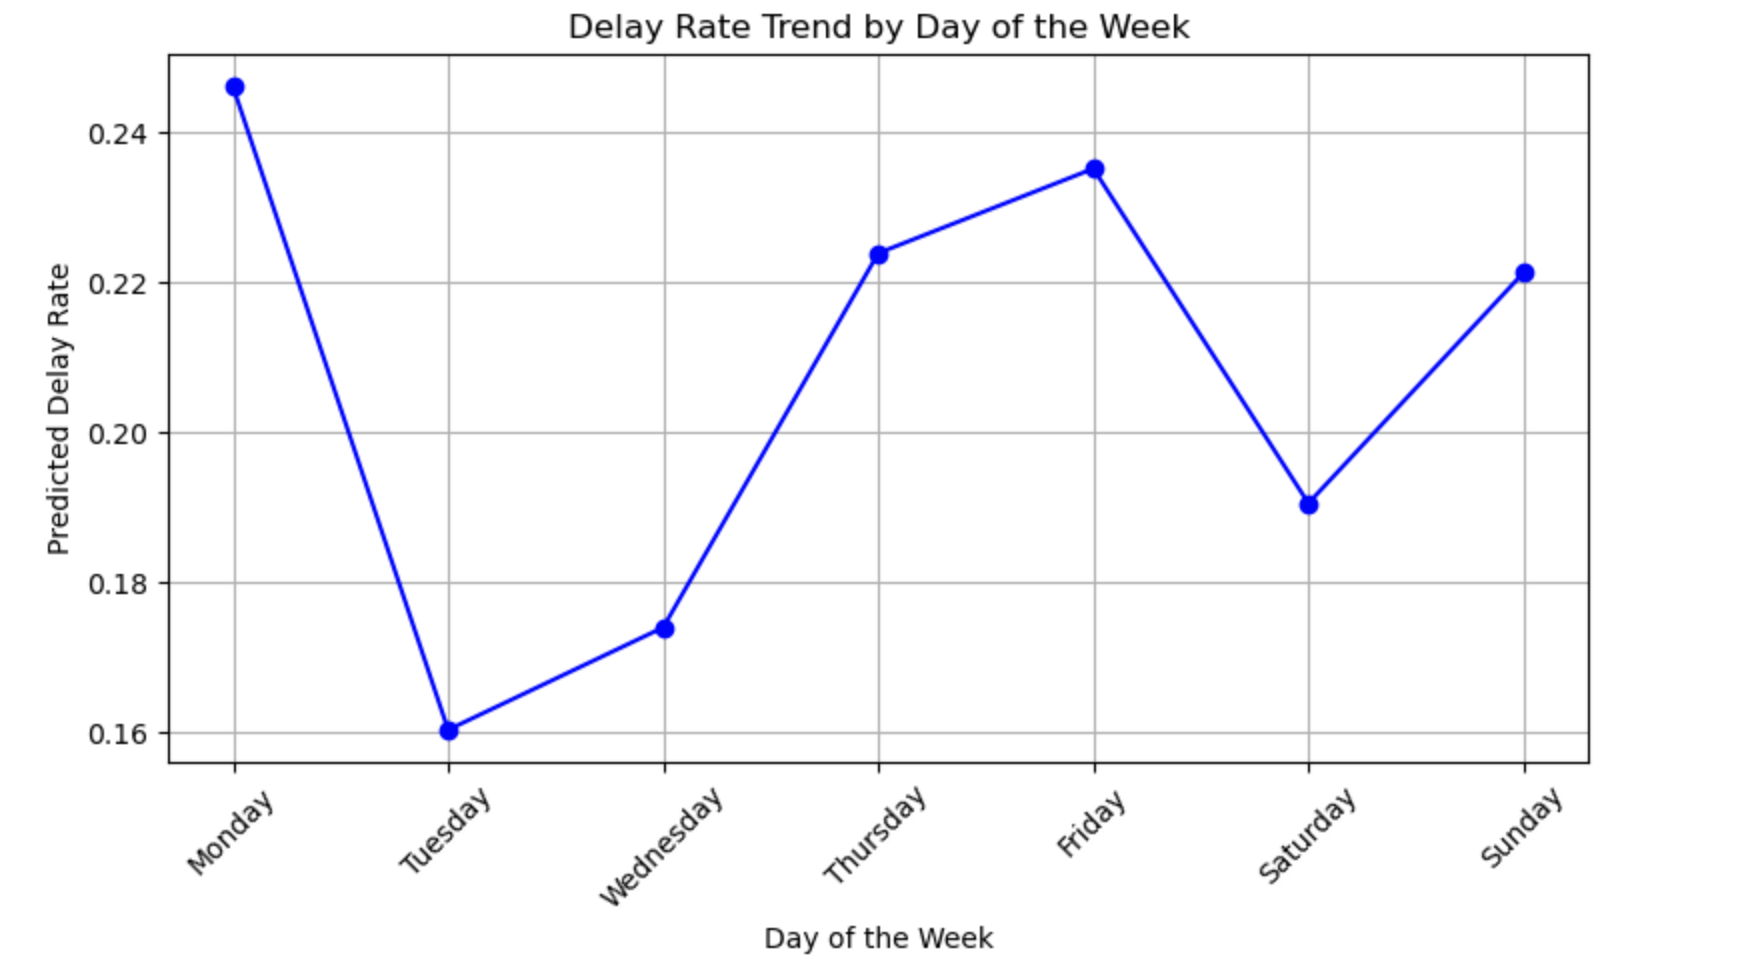 Delay Rate Trend by Day of the Week
Predicted Delay Rate
0.24
0.22
0.20
0.18
0.16
Monday
Tuesday
Wednesday
Thursday
Friday
Saturday
Sunday
Day of the Week